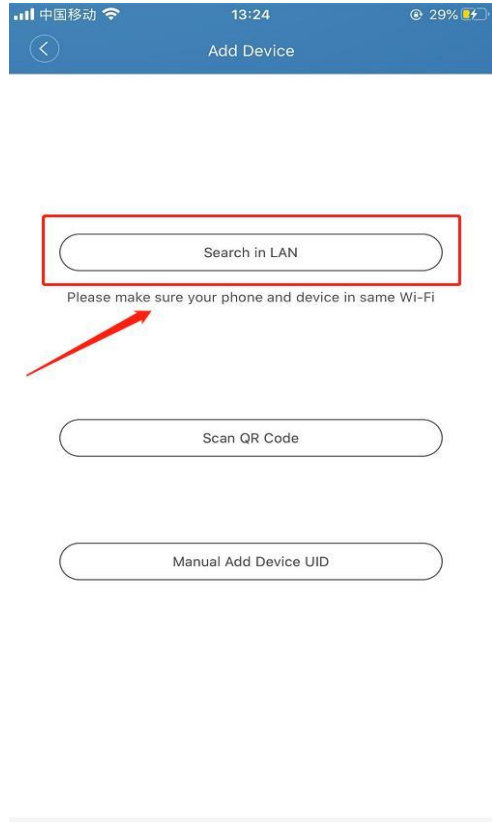 中国移动 13:24 29%
Add Device
Search in LAN
Please make sure your phone and device in same Wi-Fi
Scan QR Code
Manual Add Device UID